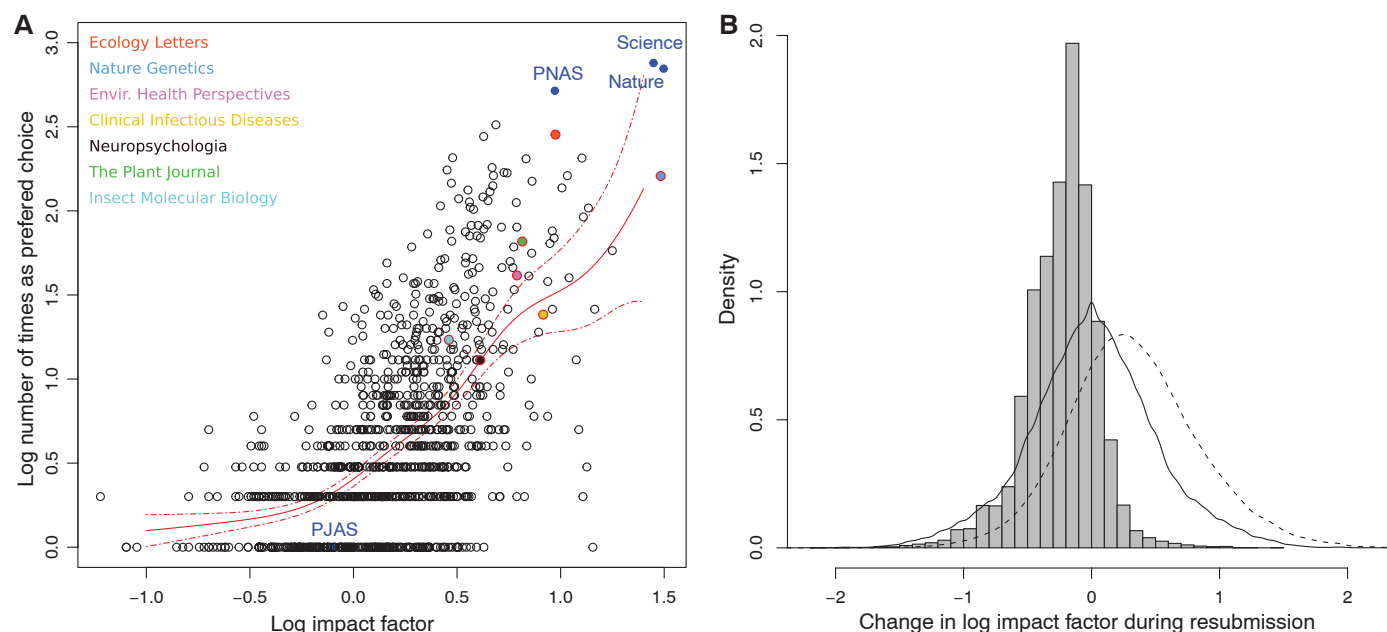 A
Ecology Letters
Nature Genetics
Envir. Health Perspectives
Clinical Infectious Diseases
Neuropsychologia
The Plant Journal
Insect Molecular Biology
Science
PNAS
Nature
PJAS
Log number of times as preferred choice
3.0
2.5
2.0
1.5
1.0
0.5
0.0
−1.0
−0.5
0.0
0.5
1.0
1.5
Log impact factor
B
Density
2.0
1.5
1.0
0.5
0.0
−2
−1
0
1
2
Change in log impact factor during resubmission